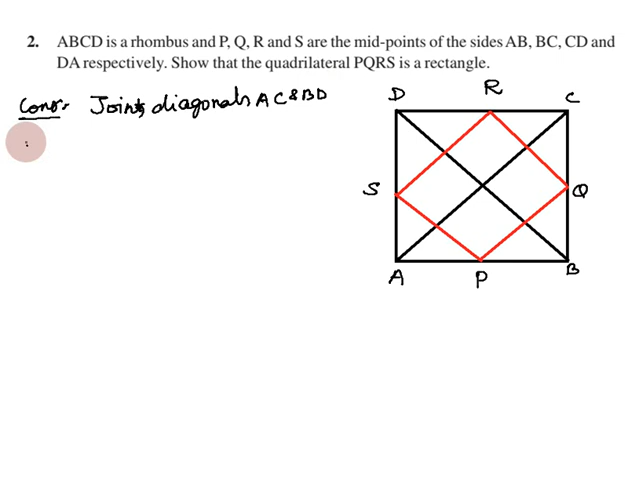 2. ABCD is a rhombus and P, Q, R and S are the mid-points of the sides AB, BC, CD and
DA respectively. Show that the quadrilateral PQRS is a rectangle.
Cons:- Joints diagonals AC & BD
D R C
S Q
A P B